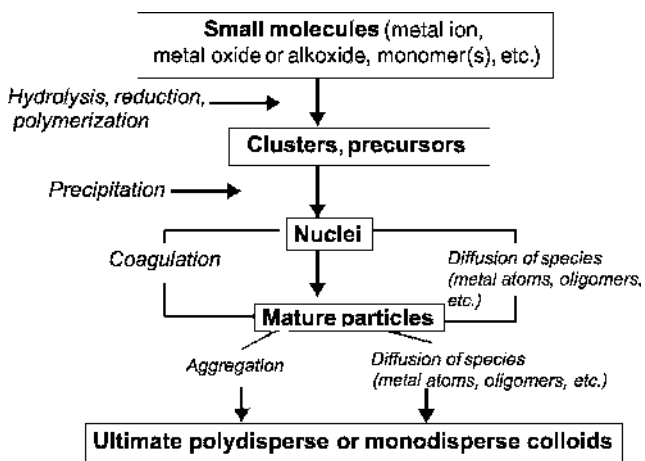 Small molecules (metal ion,
metal oxide or alkoxide, monomer(s), etc.)
Hydrolysis, reduction,
polymerization
Clusters, precursors
Precipitation
Nuclei
Coagulation
Diffusion of species
(metal atoms, oligomers,
etc.)
Mature particles
Aggregation
Diffusion of species
(metal atoms, oligomers, etc.)
Ultimate polydisperse or monodisperse colloids